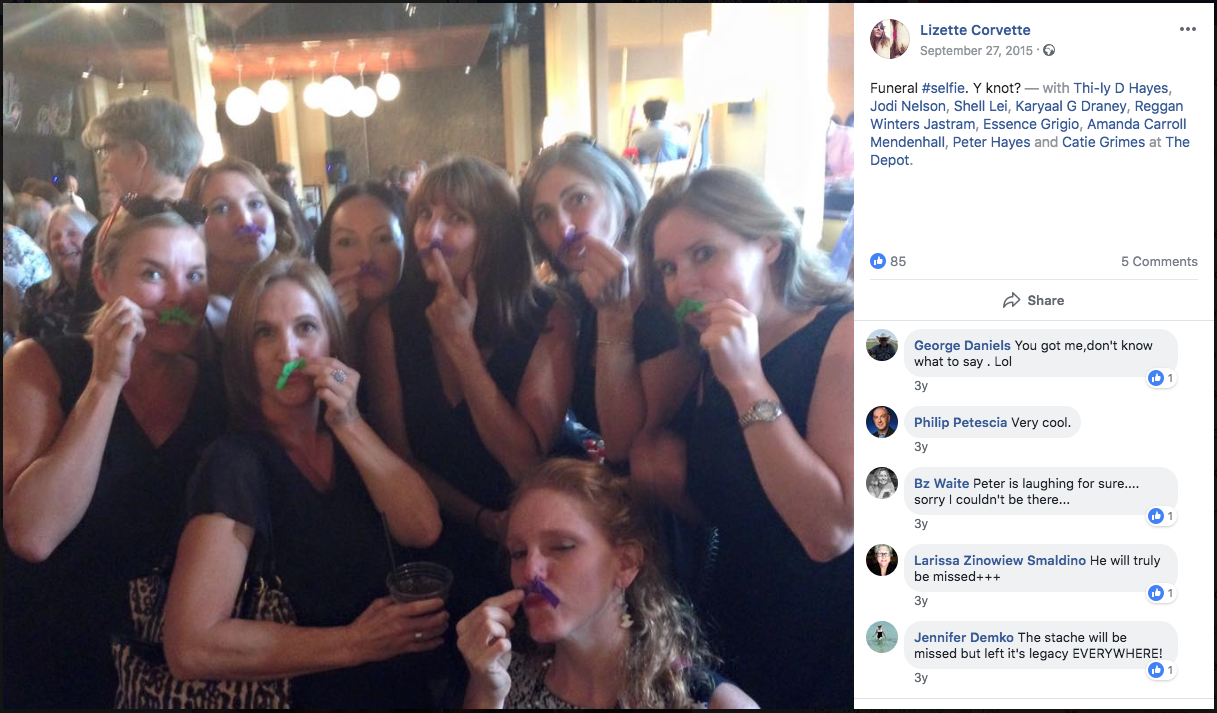 Lizette Corvette
September 27, 2015 ·
Funeral #selfie. Y knot? — with Thi-ly D Hayes,
Jodi Nelson, Shell Lei, Karyaal G Draney, Reggan
Winters Jastram, Essence Grigio, Amanda Carroll
Mendenhall, Peter Hayes and Catie Grimes at The
Depot.
85
5 Comments
Share
George Daniels You got me,don't know
what to say . Lol
1
3y
Philip Petescia Very cool.
3y
Bz Waite Peter is laughing for sure....
sorry I couldn't be there...
1
3y
Larissa Zinowiew Smaldino He will truly
be missed+++
1
3y
Jennifer Demko The stache will be
missed but left it's legacy EVERYWHERE!
1
3y